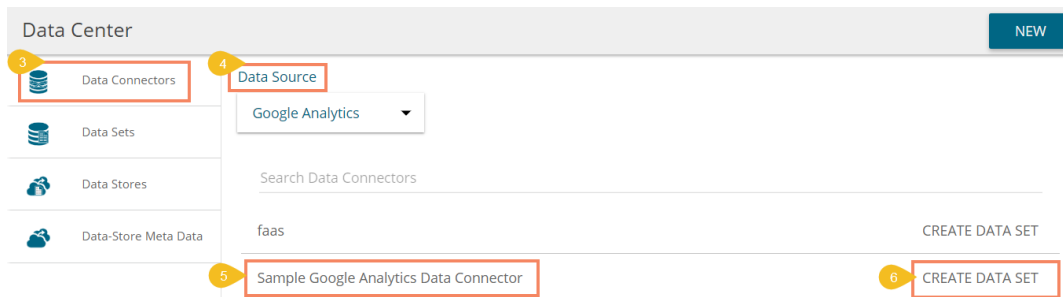 Data Center
NEW
3
Data Connectors
Data Sets
Data Stores
Data-Store Meta Data
4
Data Source
Google Analytics
Search Data Connectors
faas CREATE DATA SET
5 Sample Google Analytics Data Connector 6 CREATE DATA SET